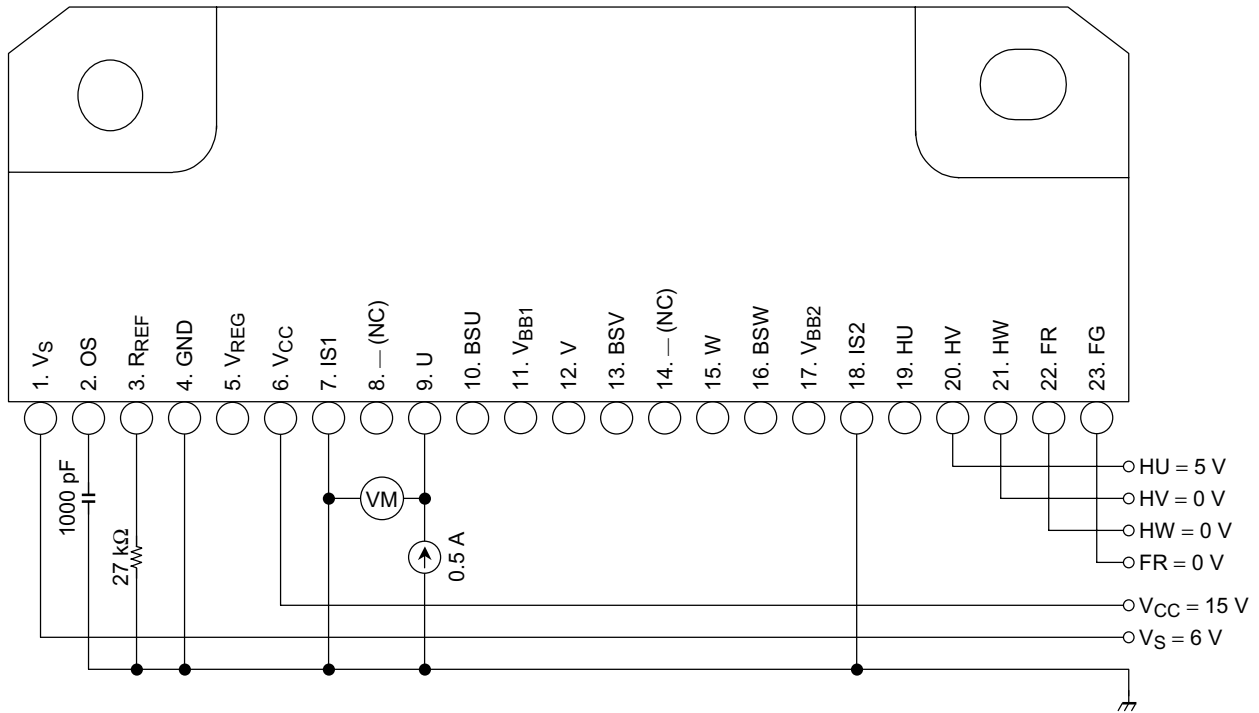 1. VS
2. OS
3. RREF
4. GND
5. VREG
6. VCC
7. IS1
8. — (NC)
9. U
10. BSU
11. VBB1
12. V
13. BSV
14. — (NC)
15. W
16. BSW
17. VBB2
18. IS2
19. HU
20. HV
21. HW
22. FR
23. FG
1000 pF
27 kΩ
VM
0.5 A
HU = 5 V
HV = 0 V
HW = 0 V
FR = 0 V
VCC = 15 V
VS = 6 V